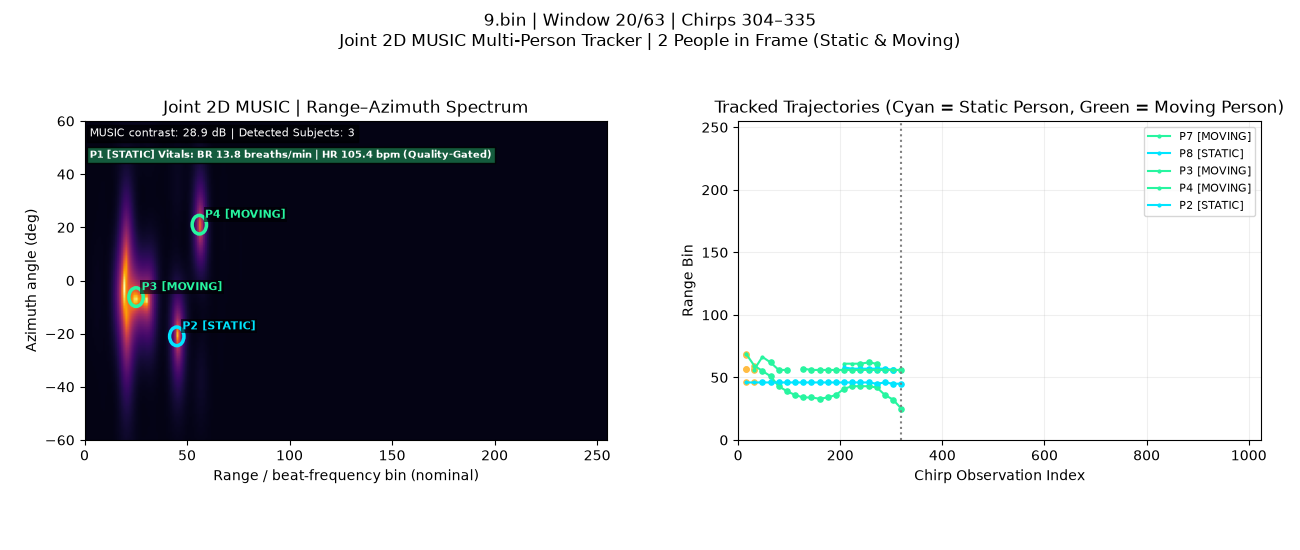 9.bin | Window 20/63 | Chirps 304–335
Joint 2D MUSIC Multi-Person Tracker | 2 People in Frame (Static & Moving)
Joint 2D MUSIC | Range–Azimuth Spectrum
MUSIC contrast: 28.9 dB | Detected Subjects: 3
P1 [STATIC] Vitals: BR 13.8 breaths/min | HR 105.4 bpm (Quality-Gated)
P4 [MOVING]
P3 [MOVING]
P2 [STATIC]
60
40
20
0
−20
−40
−60
Azimuth angle (deg)
0
50
100
150
200
250
Range / beat-frequency bin (nominal)
Tracked Trajectories (Cyan = Static Person, Green = Moving Person)
P7 [MOVING]
P8 [STATIC]
P3 [MOVING]
P4 [MOVING]
P2 [STATIC]
250
200
150
100
50
0
Range Bin
0
200
400
600
800
1000
Chirp Observation Index